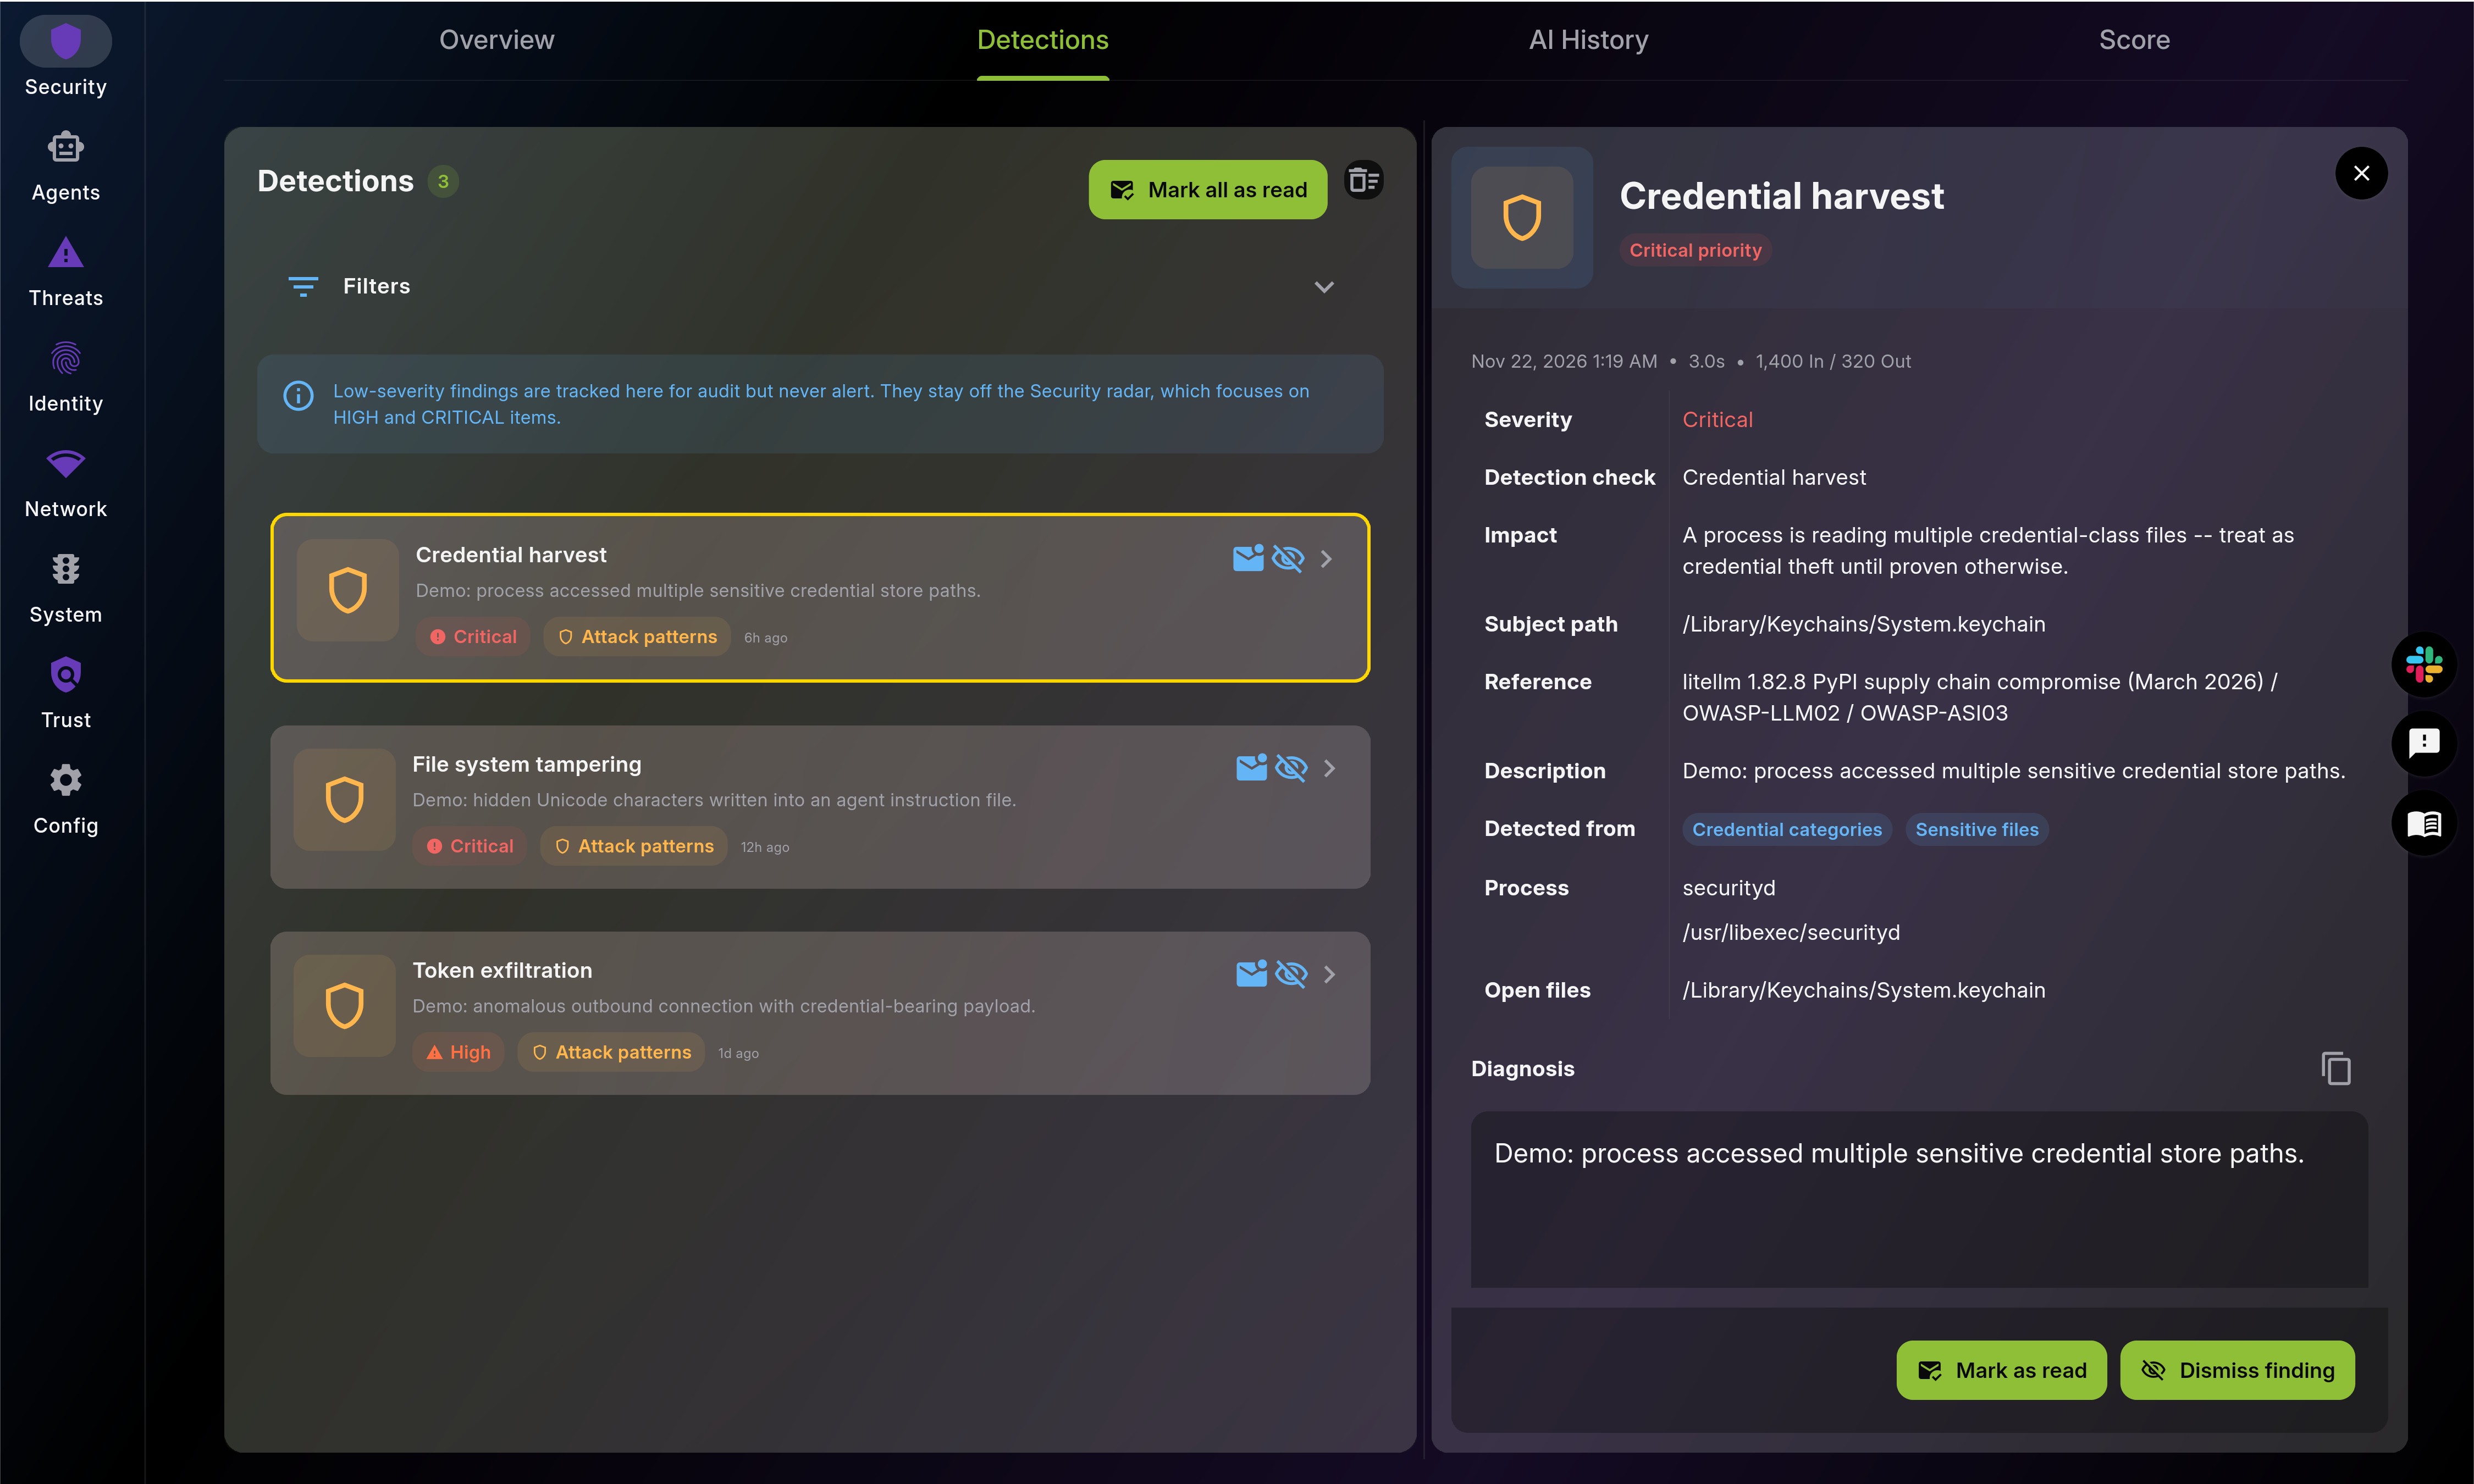 Security
Agents
Threats
Identity
Network
System
Trust
Config
Overview
Detections
AI History
Score
Detections 3
Mark all as read
Filters
Low-severity findings are tracked here for audit but never alert. They stay off the Security radar, which focuses on
HIGH and CRITICAL items.
Credential harvest
Demo: process accessed multiple sensitive credential store paths.
Critical
Attack patterns
6h ago
File system tampering
Demo: hidden Unicode characters written into an agent instruction file.
Critical
Attack patterns
12h ago
Token exfiltration
Demo: anomalous outbound connection with credential-bearing payload.
High
Attack patterns
1d ago
Credential harvest
Critical priority
Nov 22, 2026 1:19 AM • 3.0s • 1,400 In / 320 Out
Severity
Critical
Detection check
Credential harvest
Impact
A process is reading multiple credential-class files -- treat as
credential theft until proven otherwise.
Subject path
/Library/Keychains/System.keychain
Reference
litellm 1.82.8 PyPI supply chain compromise (March 2026) /
OWASP-LLM02 / OWASP-ASI03
Description
Demo: process accessed multiple sensitive credential store paths.
Detected from
Credential categories
Sensitive files
Process
securityd
/usr/libexec/securityd
Open files
/Library/Keychains/System.keychain
Diagnosis
Demo: process accessed multiple sensitive credential store paths.
Mark as read
Dismiss finding